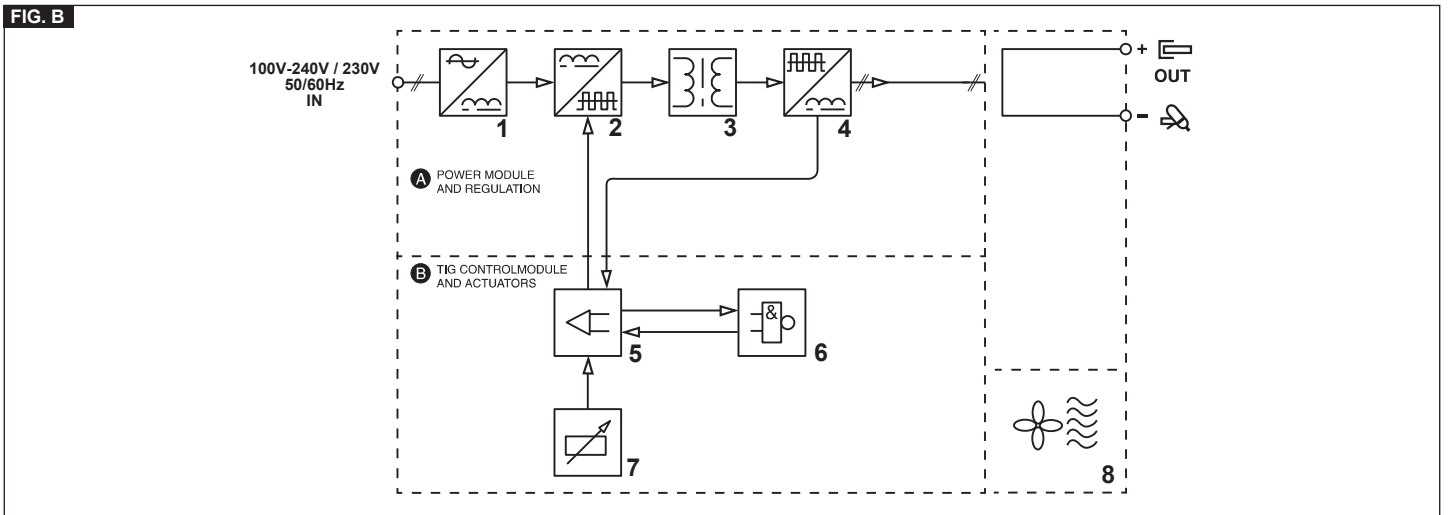 FIG. B
100V-240V / 230V
50/60Hz
IN
1
2
3
4
+
OUT
-
A POWER MODULE
AND REGULATION
B TIG CONTROLMODULE
AND ACTUATORS
5
&
6
7
8